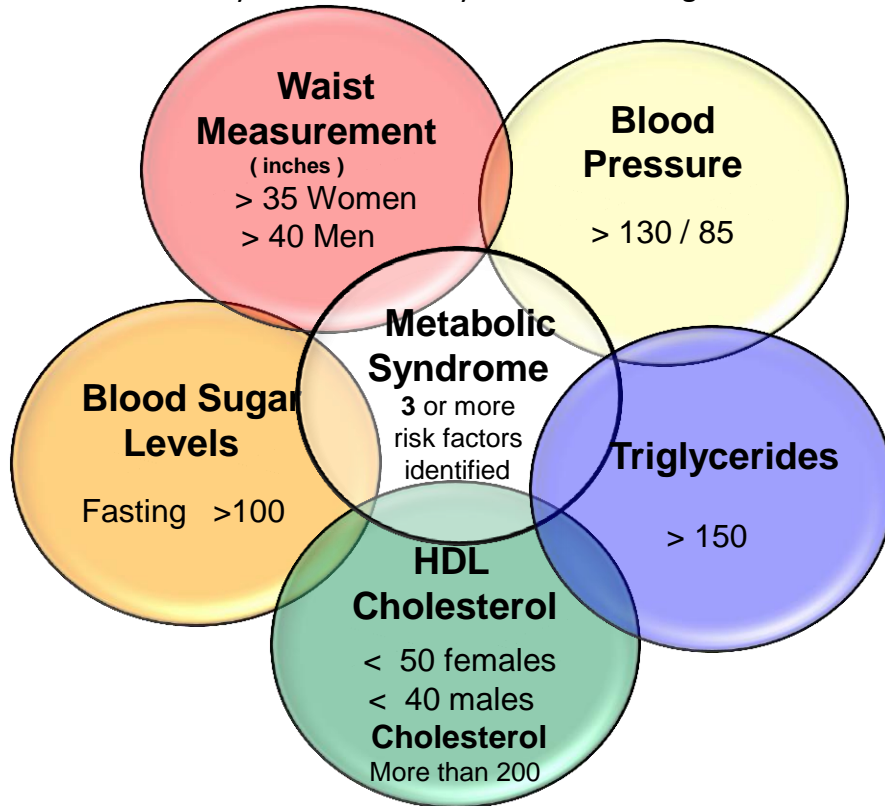 Waist
Measurement
( inches )
> 35 Women
> 40 Men
Blood
Pressure
> 130 / 85
Metabolic
Syndrome
3 or more
risk factors
identified
Blood Sugar
Levels
Fasting >100
Triglycerides
> 150
HDL
Cholesterol
< 50 females
< 40 males
Cholesterol
More than 200